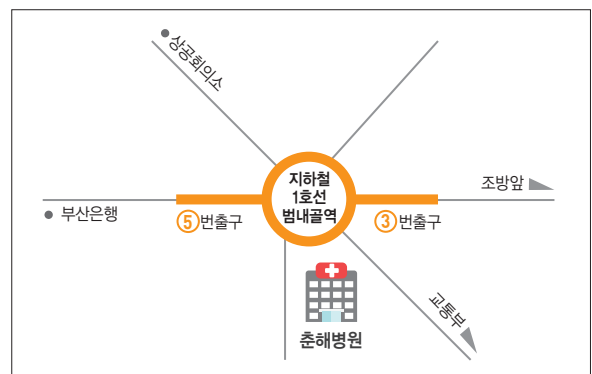 상공회의소
지하철
1호선
범내골역
조방앞
부산은행
⑤번출구
③번출구
교통부
춘해병원